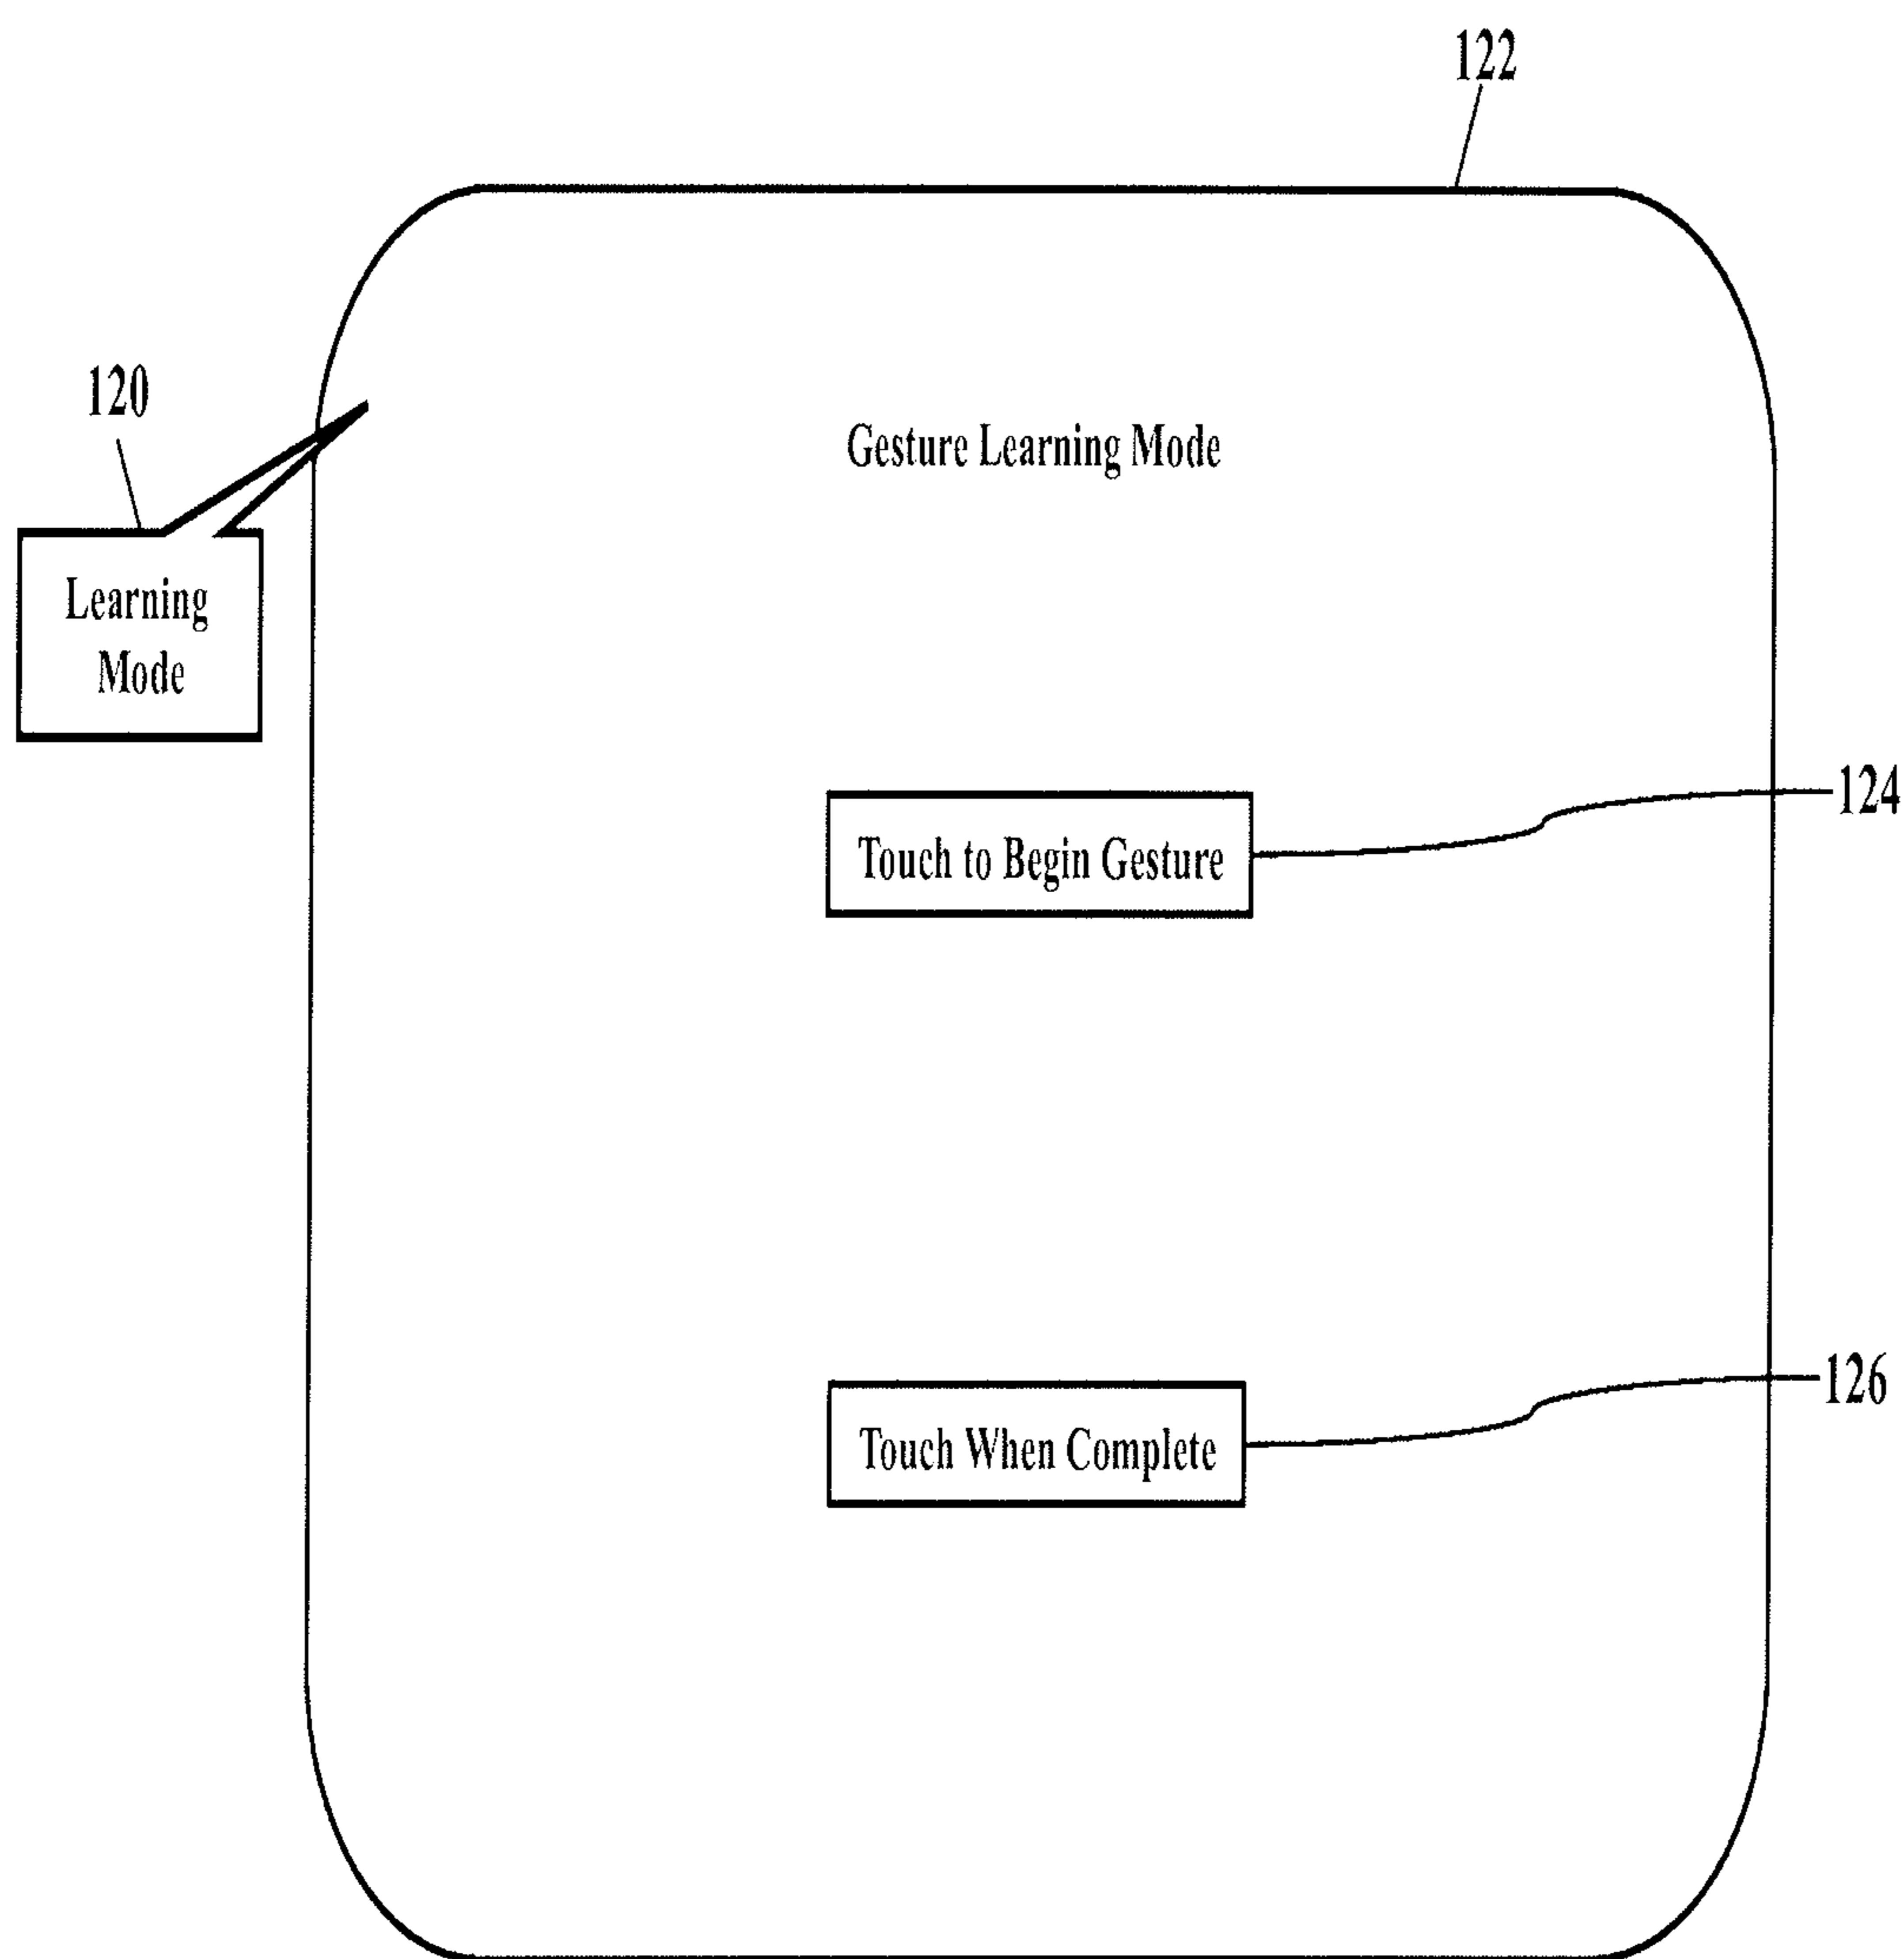 122
120
Gesture Learning Mode
Learning
Mode
124
Touch to Begin Gesture
126
Touch When Complete